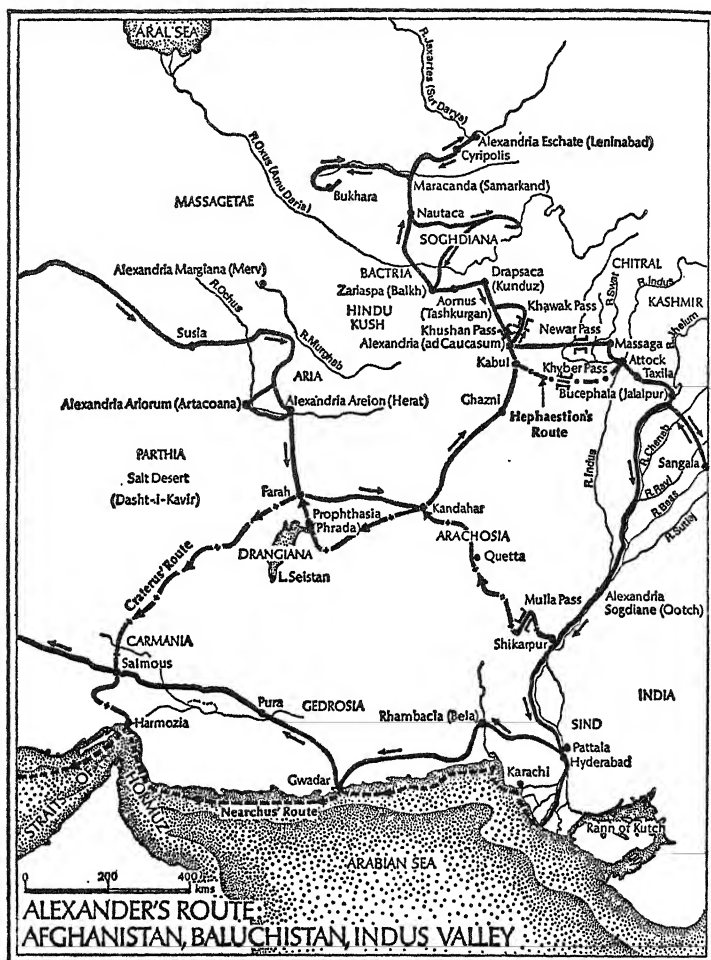 ARAL SEA
R.Jaxartes (Syr Darya)
Alexandria Eschate (Leninabad)
Cyripolis
R.Oxus (Amu Daria)
Bukhara
Maracanda (Samarkand)
MASSAGETAE
Nautaca
SOGHDIANA
CHITRAL
BACTRIA
Drapsaca
(Kunduz)
R.Swat
R.Indus
Alexandria Margiana (Merv)
Zariaspa (Balkh)
Aornus
(Tashkurgan)
KASHMIR
R.Ochus
HINDU
KUSH
Khawak Pass
Khushan Pass
Newar Pass
R.Jhelum
Susia
R.Murghab
Alexandria (ad Caucasum)
Massaga
Attock
Kabul
Khyber Pass
Taxila
ARIA
Bucephala (Jalalpur)
Alexandria Ariorum (Artacoana)
Alexandria Areion (Herat)
Ghazni
Hephaestion's
Route
R.Cheneb
PARTHIA
Salt Desert
(Dasht-i-Kavir)
R.Indus
Sangala
R.Ravi
R.Beas
R.Sutlej
Farah
Prophthasia
(Phrada)
Kandahar
ARACHOSIA
DRANGIANA
L.Seistan
Quetta
Craterus' Route
Mulla Pass
Alexandria
Sogdiane (Ootch)
Shikarpur
CARMANIA
Salmous
INDIA
Pura
GEDROSIA
Harmozia
Rhambacia (Bela)
SIND
Pattala
Hyderabad
Gwadar
Karachi
STRAITS OF HORMUZ
Nearchus' Route
Rann of Kutch
ARABIAN SEA
0 200 400
kms
ALEXANDER'S ROUTE:
AFGHANISTAN, BALUCHISTAN, INDUS VALLEY